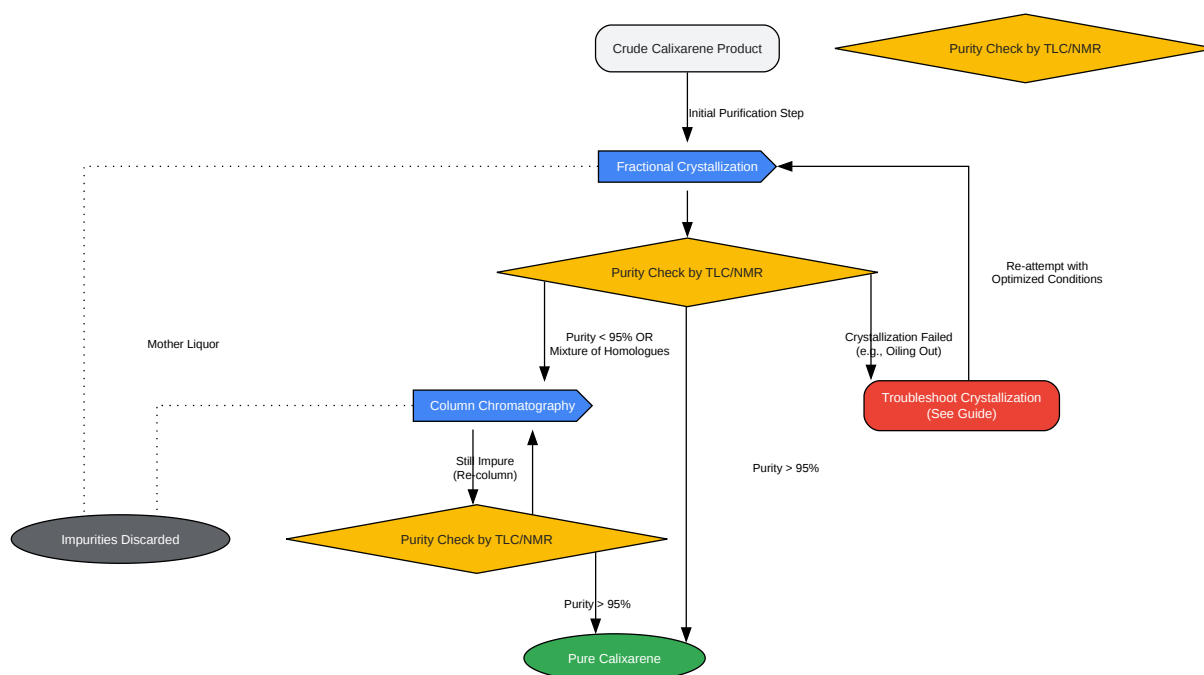 Crude Calixarene Product
Purity Check by TLC/NMR
Initial Purification Step
Fractional Crystallization
Purity Check by TLC/NMR
Re-attempt with
Optimized Conditions
Mother Liquor
Purity < 95% OR
Mixture of Homologues
Crystallization Failed
(e.g., Oiling Out)
Column Chromatography
Troubleshoot Crystallization
(See Guide)
Still Impure
(Re-column)
Purity > 95%
Impurities Discarded
Purity Check by TLC/NMR
Purity > 95%
Pure Calixarene